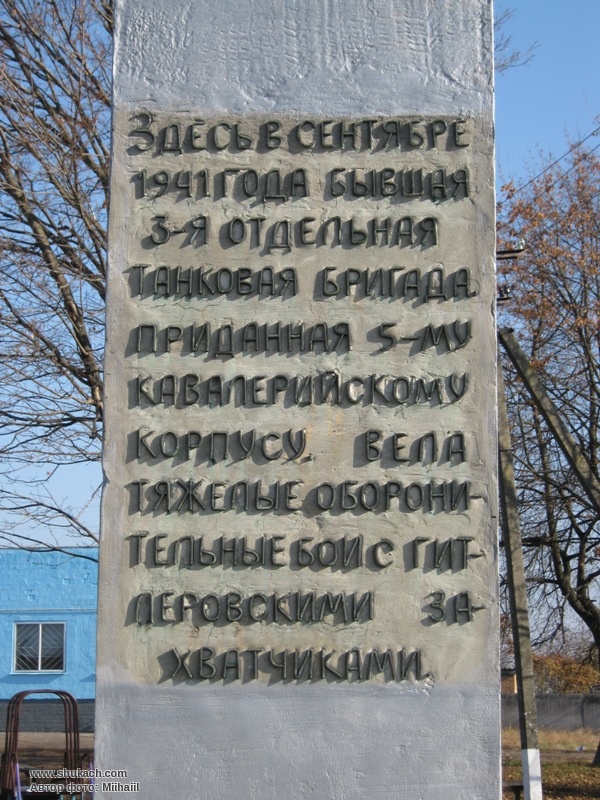 Здесь в сентябре
1941 года бывшая
3-я отдельная
танковая бригада,
приданная 5-му
кавалерийскому
корпусу, вела
тяжелые оборони-
тельные бои с гит-
леровскими за-
хватчиками.
www.shukach.com
Автор фото: Miihaiil